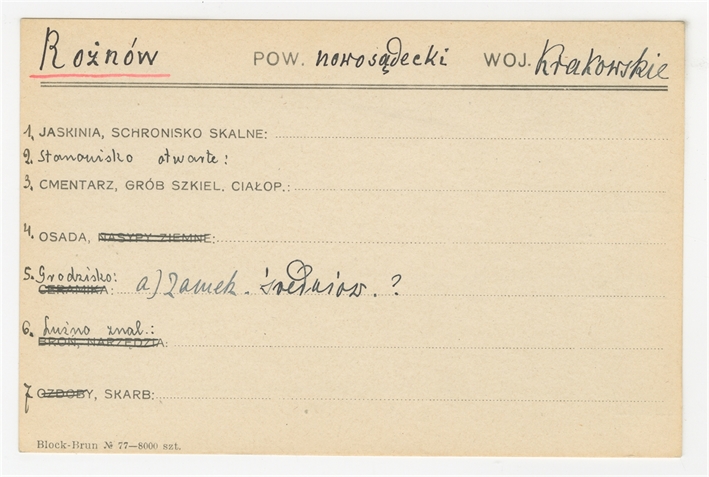 Rożnów POW. nowosądecki WOJ. Krakowskie
1. JASKINIA, SCHRONISKO SKALNE:
2. Stanowisko otwarte:
3. CMENTARZ, GRÓB SZKIEL, CIAŁOP.:
4. OSADA, NASYPY ZIEMNE:
5. Grodzisko:
CERAMIKA: a) Zamek. średniow. ?
6. Luźno znal.:
BROŃ, NARZĘDZIA:
7 OZDOBY, SKARB:
Block-Brun № 77—8000 szt.